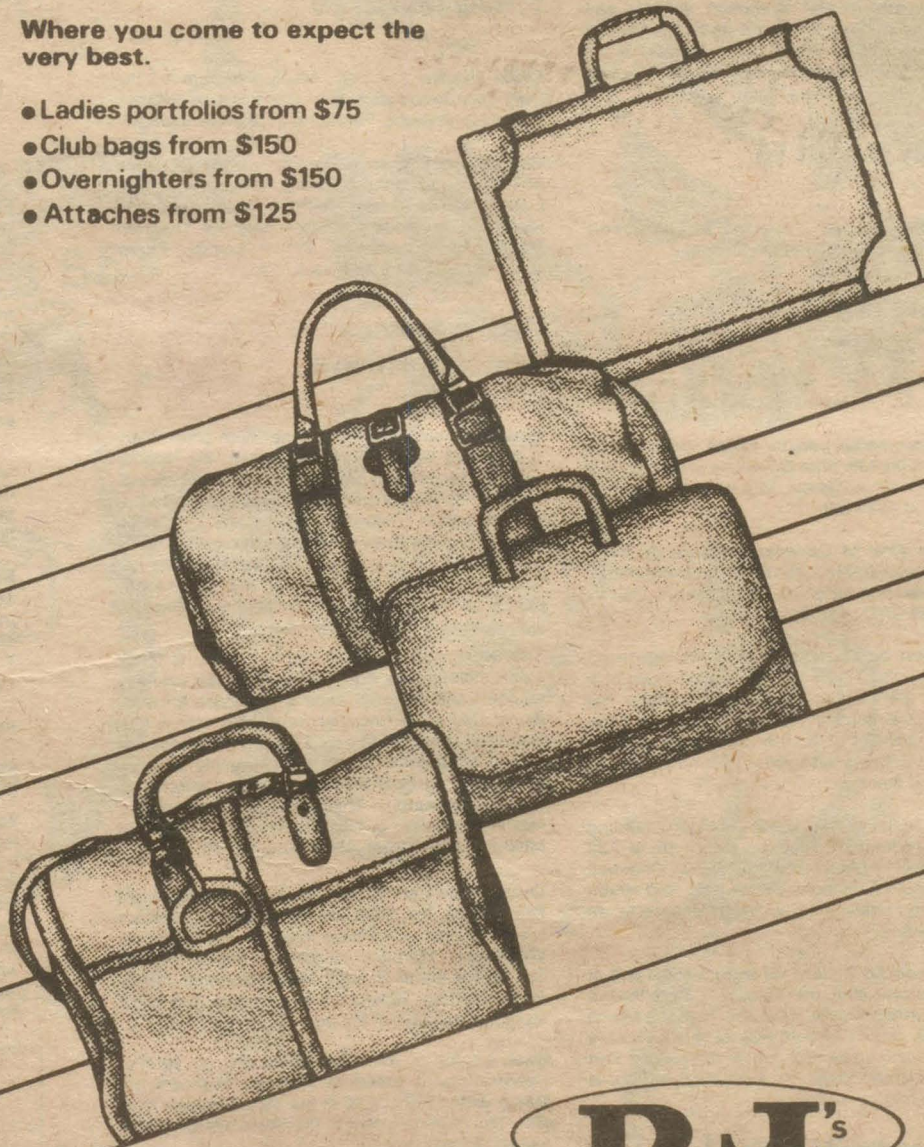 Where you come to expect the
very best.
● Ladies portfolios from $75
● Club bags from $150
● Overnighters from $150
● Attaches from $125